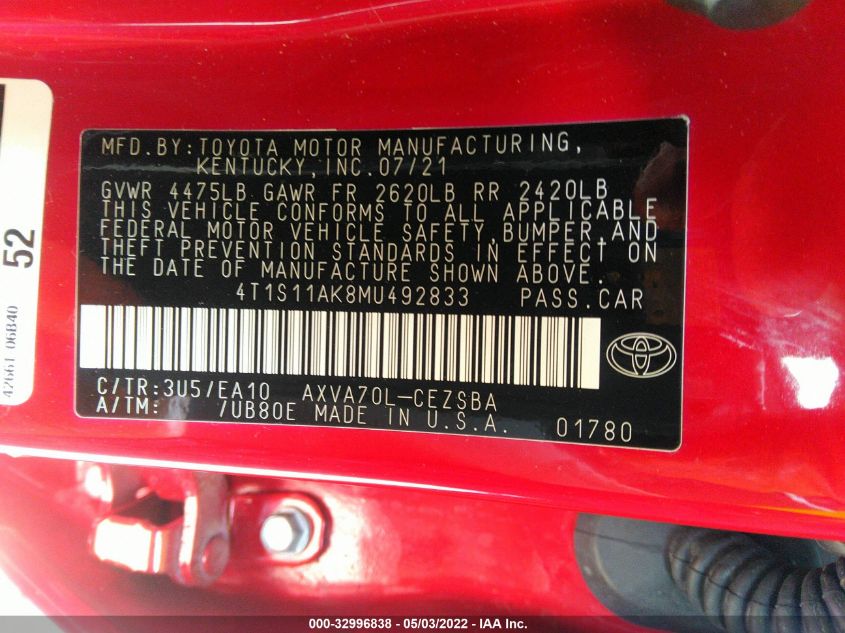 MFD.BY:TOYOTA MOTOR MANUFACTURING,
KENTUCKY,INC.07/21
GVWR 4475LB GAWR FR 2620LB RR 2420LB
THIS VEHICLE CONFORMS TO ALL APPLICABLE
FEDERAL MOTOR VEHICLE SAFETY,BUMPER,AND
THEFT PREVENTION STANDARDS IN EFFECT ON
THE DATE OF MANUFACTURE SHOWN ABOVE.
4T1S11AK8MU492833 PASS.CAR
C/TR:3U5/EA10 AXVA70L-CEZSBA
A/TM: /UB80E MADE IN U.S.A. 01780
52
42661 06B40
000-32996838 - 05/03/2022 - IAA Inc.